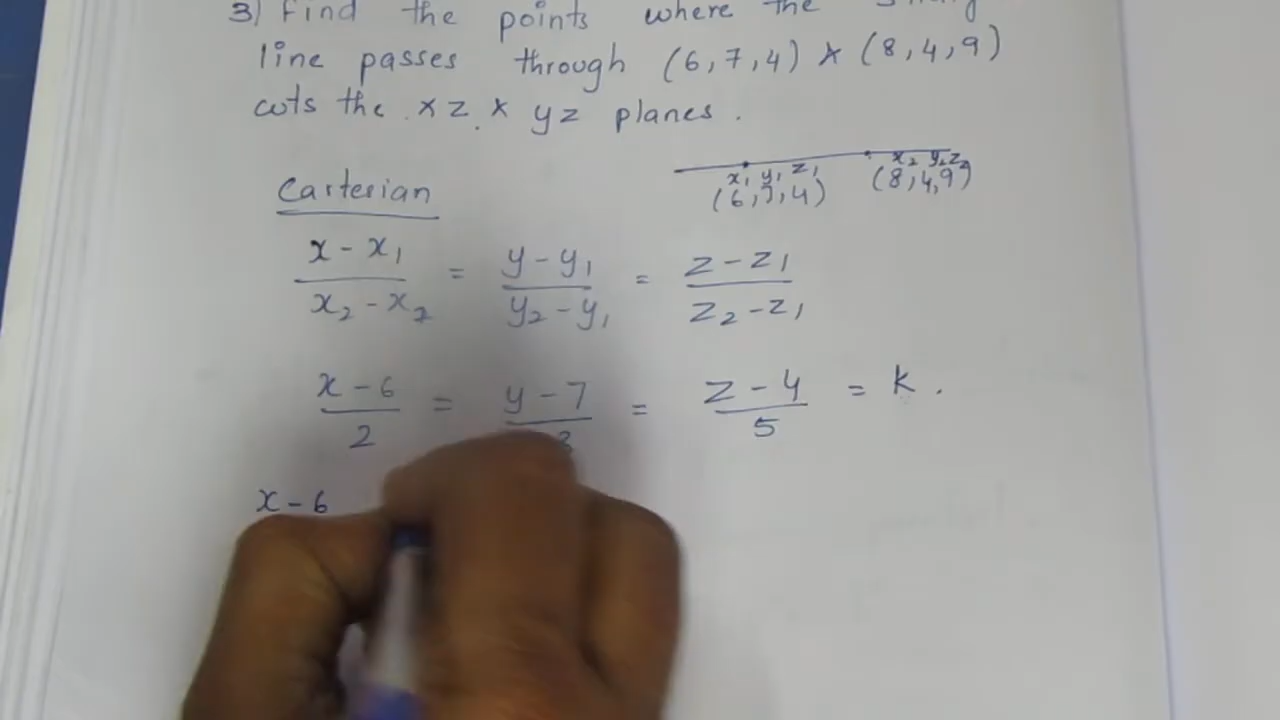 3) Find the points where the
line passes through (6,7,4) & (8,4,9)
cuts the xz & yz planes.
x₁ y₁ z₁ x₂ y₂ z₂
(6,7,4) (8,4,9)
Carterian
x - x₁ / x₂ - x₂ = y - y₁ / y₂ - y₁ = z - z₁ / z₂ - z₁
x - 6 / 2 = y - 7 / 3 = z - 4 / 5 = k.
x - 6